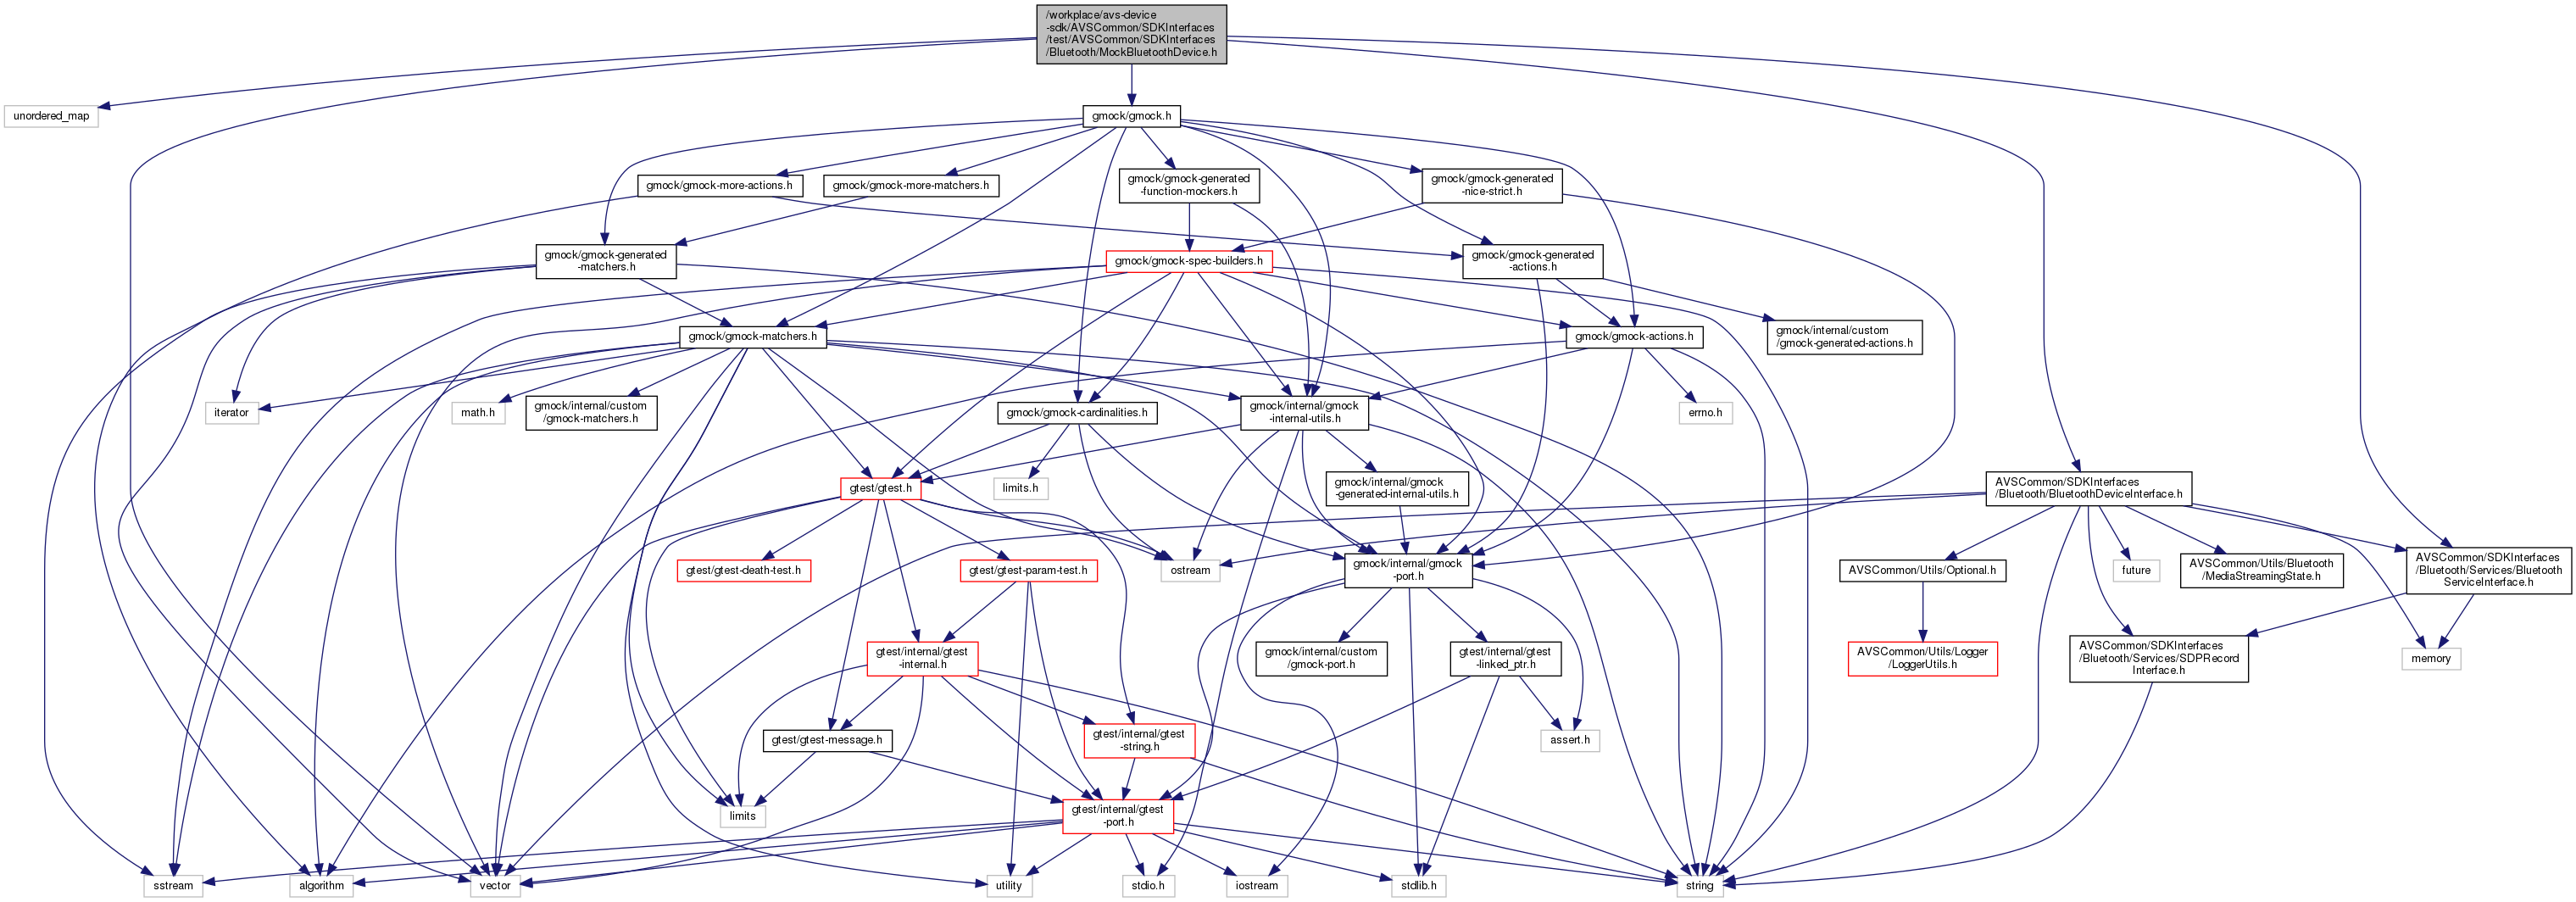 /workplace/avs-device
-sdk/AVSCommon/SDKInterfaces
/test/AVSCommon/SDKInterfaces
/Bluetooth/MockBluetoothDevice.h
unordered_map
gmock/gmock.h
gmock/gmock-more-actions.h
gmock/gmock-more-matchers.h
gmock/gmock-generated
-function-mockers.h
gmock/gmock-generated
-nice-strict.h
gmock/gmock-generated
-matchers.h
gmock/gmock-spec-builders.h
gmock/gmock-generated
-actions.h
gmock/gmock-matchers.h
gmock/gmock-actions.h
gmock/internal/custom
/gmock-generated-actions.h
iterator
math.h
gmock/internal/custom
/gmock-matchers.h
gmock/gmock-cardinalities.h
gmock/internal/gmock
-internal-utils.h
errno.h
gtest/gtest.h
limits.h
gmock/internal/gmock
-generated-internal-utils.h
AVSCommon/SDKInterfaces
/Bluetooth/BluetoothDeviceInterface.h
gtest/gtest-death-test.h
gtest/gtest-param-test.h
ostream
gmock/internal/gmock
-port.h
AVSCommon/Utils/Optional.h
future
AVSCommon/Utils/Bluetooth
/MediaStreamingState.h
AVSCommon/SDKInterfaces
/Bluetooth/Services/Bluetooth
ServiceInterface.h
gtest/internal/gtest
-internal.h
gmock/internal/custom
/gmock-port.h
gtest/internal/gtest
-linked_ptr.h
AVSCommon/Utils/Logger
/LoggerUtils.h
AVSCommon/SDKInterfaces
/Bluetooth/Services/SDPRecord
Interface.h
memory
gtest/gtest-message.h
gtest/internal/gtest
-string.h
assert.h
limits
gtest/internal/gtest
-port.h
sstream
algorithm
vector
utility
stdio.h
iostream
stdlib.h
string